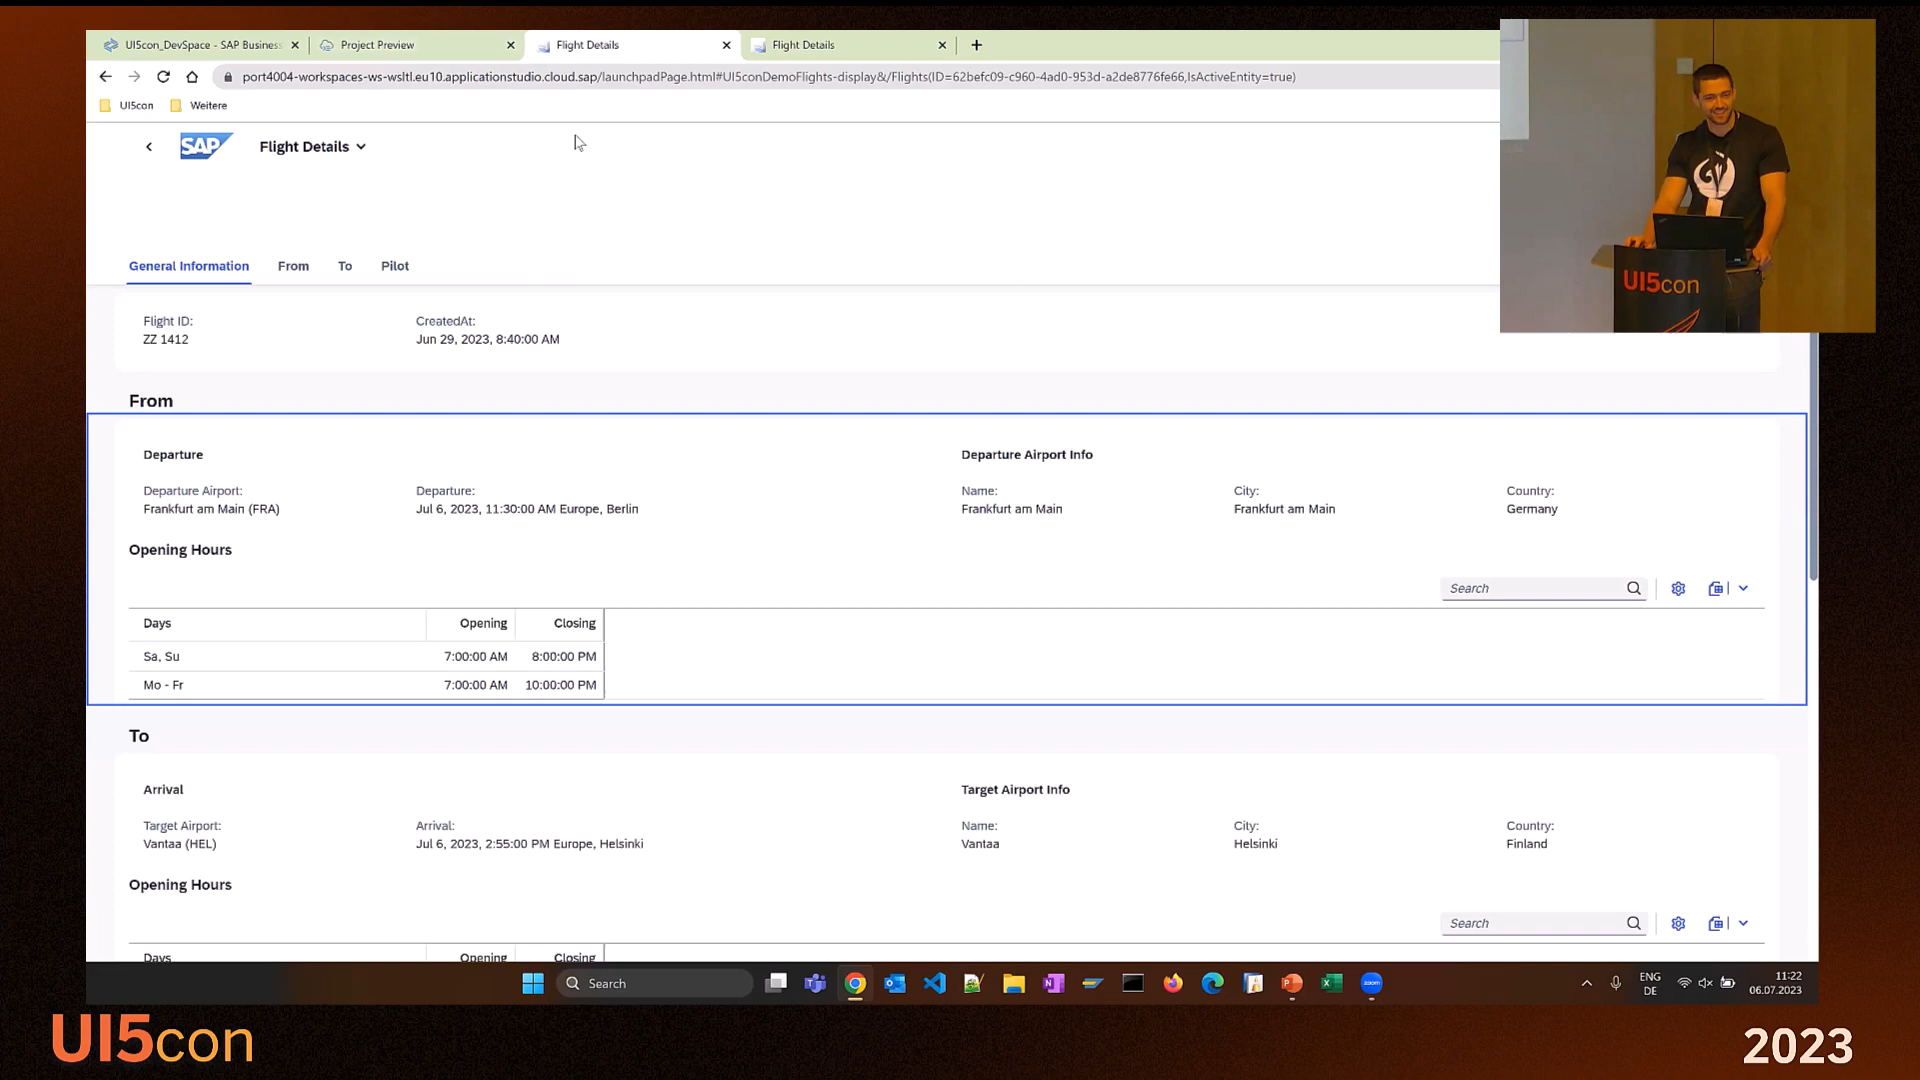 UI5con_DevSpace - SAP Business
Project Preview
Flight Details
Flight Details
port4004-workspaces-ws-wsltl.eu10.applicationstudio.cloud.sap/launchpadPage.html#UI5conDemoFlights-display&/Flights(ID=62befc09-c960-4ad0-953d-a2de8776fe66,IsActiveEntity=true)
UI5con Weitere
SAP Flight Details
General Information From To Pilot
Flight ID: CreatedAt:
ZZ 1412 Jun 29, 2023, 8:40:00 AM
From
Departure Departure Airport Info
Departure Airport: Departure: Name: City: Country:
Frankfurt am Main (FRA) Jul 6, 2023, 11:30:00 AM Europe, Berlin Frankfurt am Main Frankfurt am Main Germany
Opening Hours
Search
Days Opening Closing
Sa, Su 7:00:00 AM 8:00:00 PM
Mo - Fr 7:00:00 AM 10:00:00 PM
To
Arrival Target Airport Info
Target Airport: Arrival: Name: City: Country:
Vantaa (HEL) Jul 6, 2023, 2:55:00 PM Europe, Helsinki Vantaa Helsinki Finland
Opening Hours
Search
Days Opening Closing
Search
ENG
DE
11:22
06.07.2023
UI5con
UI5con
2023